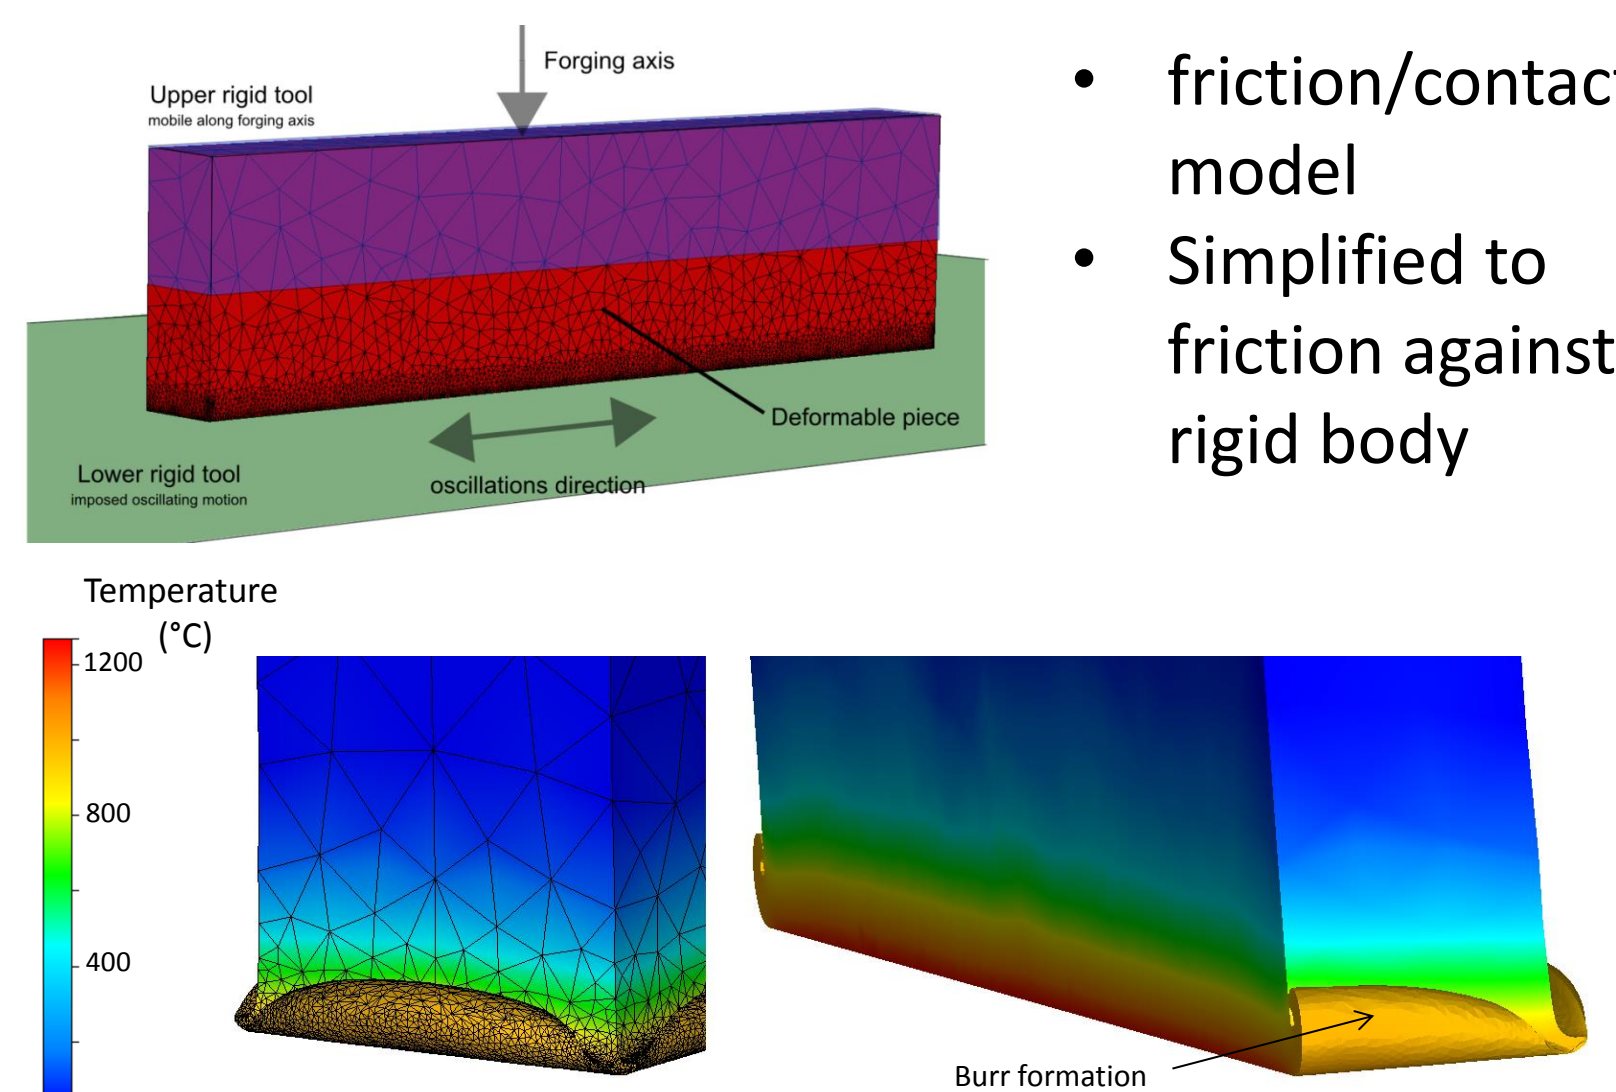 Forging axis
Upper rigid tool
mobile along forging axis
Deformable piece
Lower rigid tool
imposed oscillating motion
oscillations direction
• friction/contact
model
• Simplified to
friction against
rigid body
Temperature
(°C)
1200
800
400
Burr formation